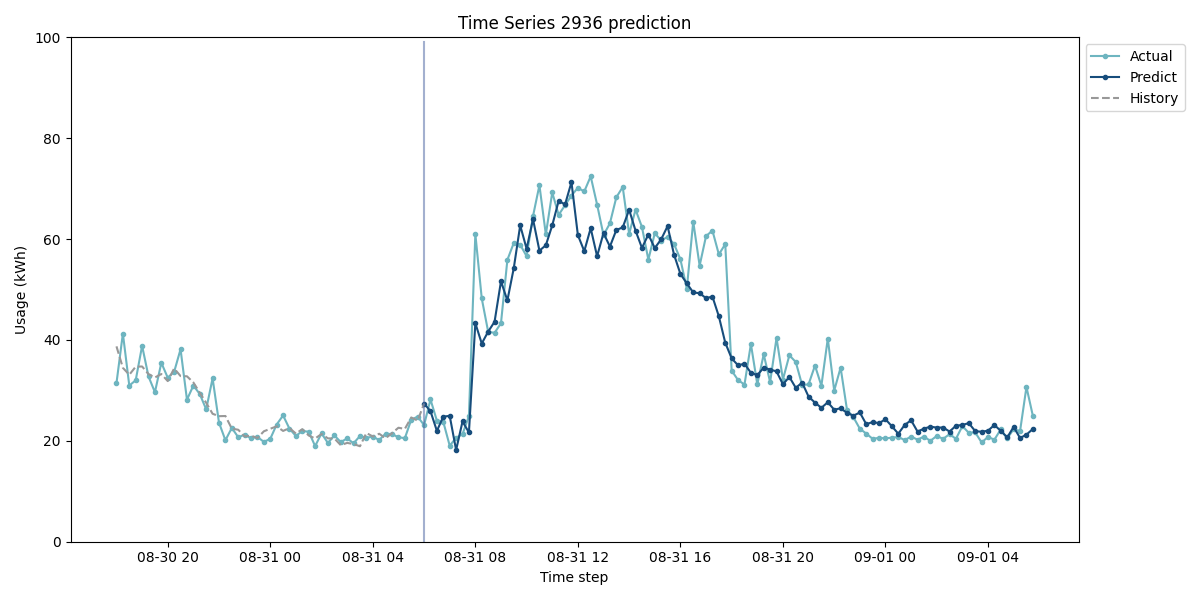 Time Series 2936 prediction
100
80
60
40
20
0
Usage (kWh)
08-30 20
08-31 00
08-31 04
08-31 08
08-31 12
08-31 16
08-31 20
09-01 00
09-01 04
Time step
Actual
Predict
History